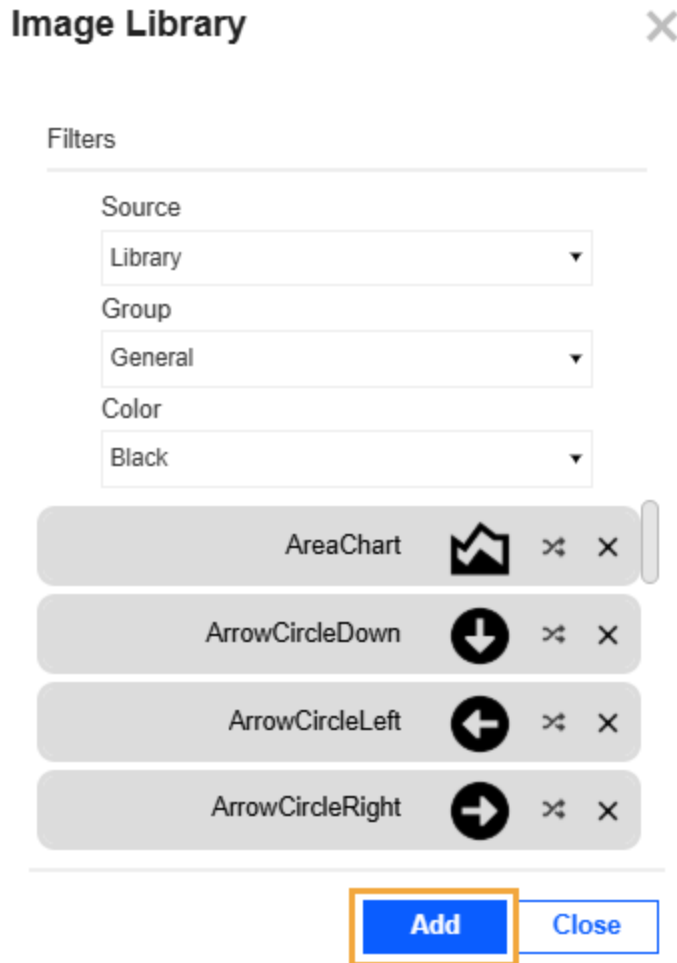 Image Library
Filters
Source
Library
Group
General
Color
Black
AreaChart
ArrowCircleDown
ArrowCircleLeft
ArrowCircleRight
Add Close